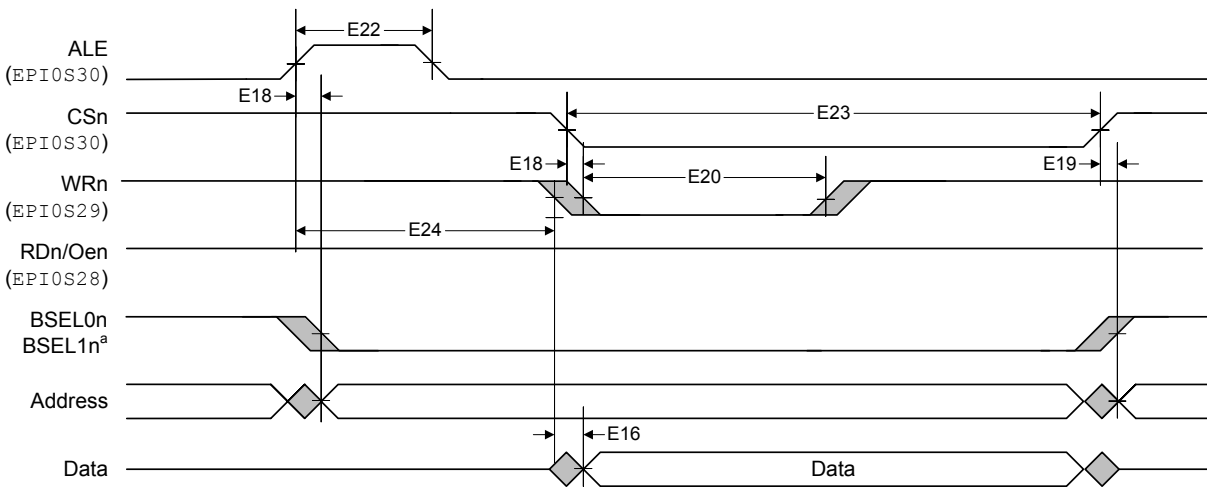 E22
ALE
(EPI0S30)
E18
CSn
E23
(EPI0S30)
E18
E19
WRn
E20
(EPI0S29)
E24
RDn/Oen
(EPI0S28)
BSEL0n
BSEL1nᵃ
Address
E16
Data
Data